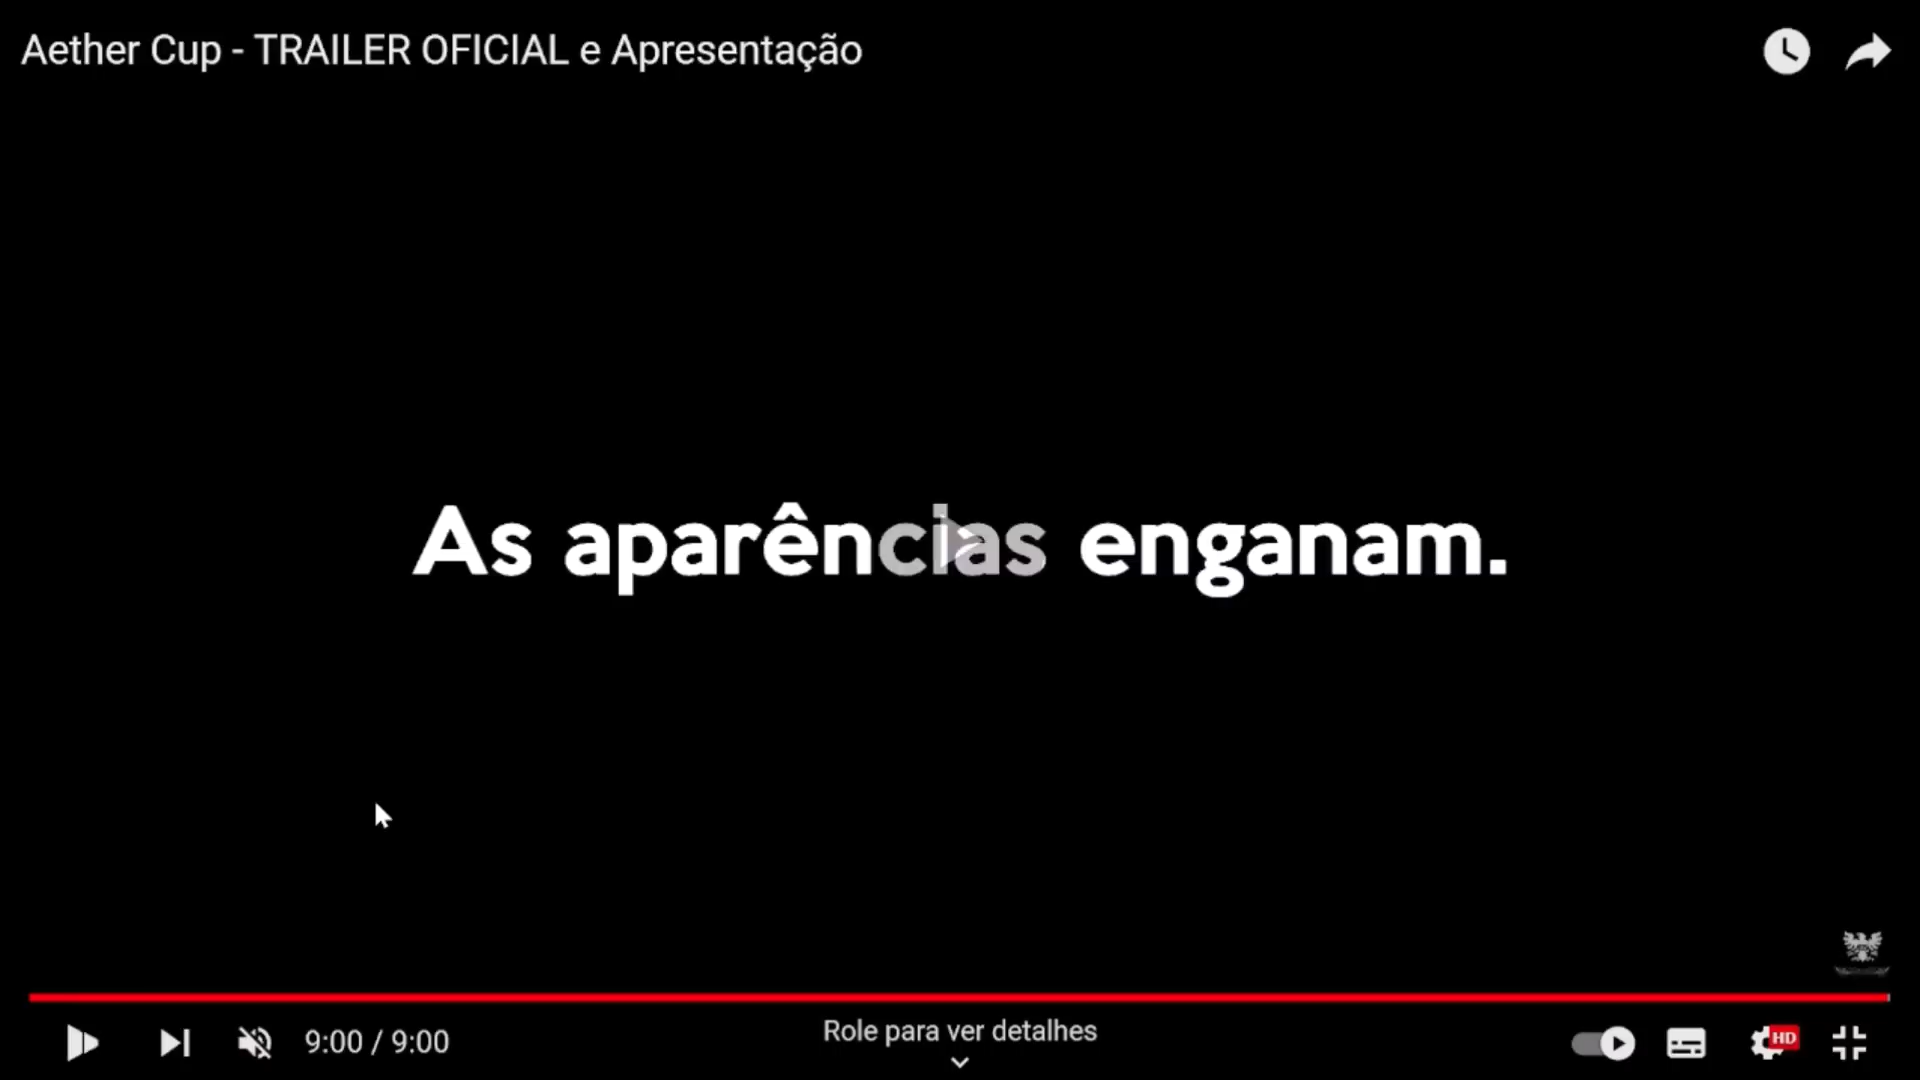 Aether Cup - TRAILER OFICIAL e Apresentação
As aparências enganam.
9:00 / 9:00
Role para ver detalhes
HD